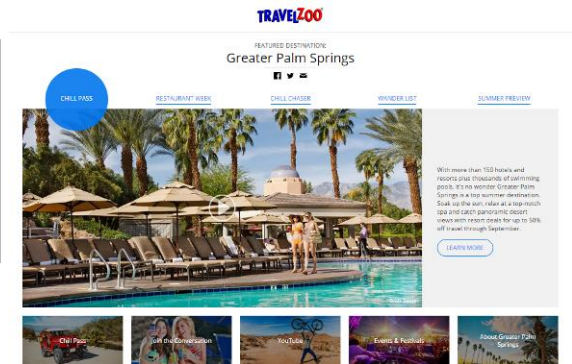 TRAVELZOO
FEATURED DESTINATION:
Greater Palm Springs
CHILL PASS
RESTAURANT WEEK
CHILL CHASER
WANDER LIST
SUMMER PREVIEW
With more than 150 hotels and
resorts plus thousands of swimming
pools, it's no wonder Greater Palm
Springs is a top summer destination.
Soak up the sun, relax at a top-notch
spa and catch panoramic desert
views with resort deals for up to 50%
off travel through September.
LEARN MORE
Chill Pass
Join the Conversation
YouTube
Events & Festivals
About Greater Palm
Springs